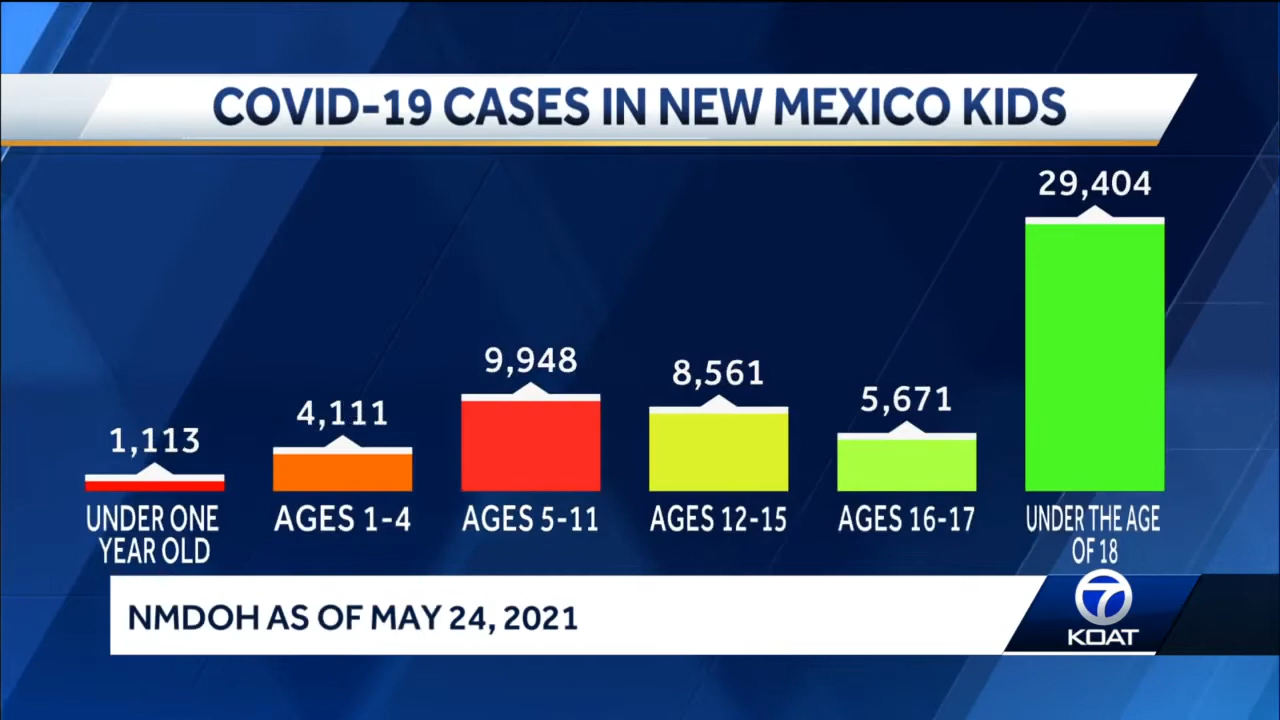 COVID-19 CASES IN NEW MEXICO KIDS
1,113
4,111
9,948
8,561
5,671
29,404
UNDER ONE
YEAR OLD
AGES 1-4
AGES 5-11
AGES 12-15
AGES 16-17
UNDER THE AGE
OF 18
NMDOH AS OF MAY 24, 2021
7
KOAT